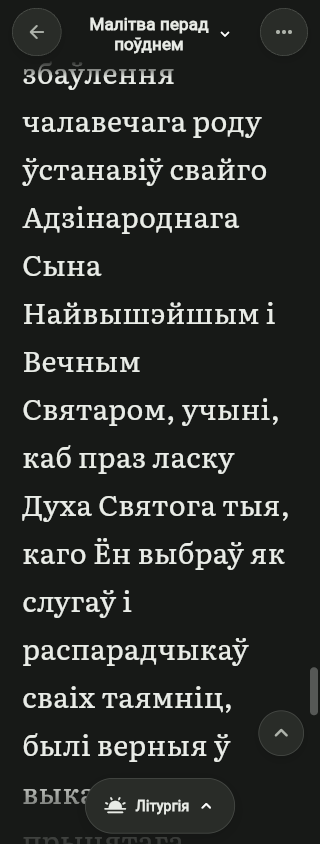 Малітва перад
поўднем
збаўлення
чалавечага роду
ўстанавіў свайго
Адзінароднага
Сына
Найвышэйшым і
Вечным
Святаром, учыні,
каб праз ласку
Духа Святога тыя,
каго Ён выбраў як
слугаў і
распарадчыкаў
сваіх таямніц,
былі верныя ў
Літургія